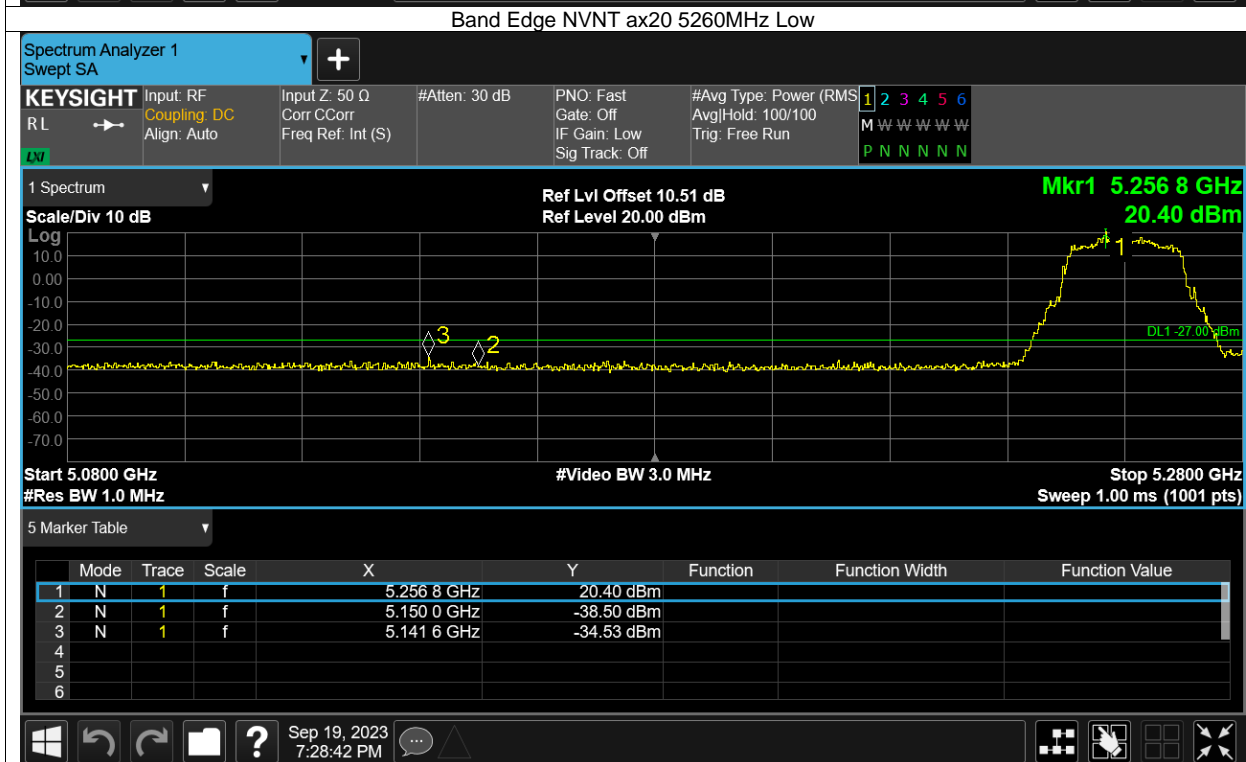 Band Edge NVNT ax20 5260MHz Low
Spectrum Analyzer 1
Swept SA
+
KEYSIGHT Input: RF Input Z: 50 Ω #Atten: 30 dB PNO: Fast #Avg Type: Power (RMS 1 2 3 4 5 6
R L Coupling: DC Corr CCorr Gate: Off Avg|Hold: 100/100 M W W W W W
Align: Auto Freq Ref: Int (S) IF Gain: Low Trig: Free Run
LXI Sig Track: Off P N N N N N
1 Spectrum Ref Lvl Offset 10.51 dB Mkr1 5.256 8 GHz
Scale/Div 10 dB Ref Level 20.00 dBm 20.40 dBm
Log
10.0 1
0.00
-10.0
-20.0 DL1 -27.00 dBm
3
2
-30.0
-40.0
-50.0
-60.0
-70.0
Start 5.0800 GHz #Video BW 3.0 MHz Stop 5.2800 GHz
#Res BW 1.0 MHz Sweep 1.00 ms (1001 pts)
5 Marker Table
Mode Trace Scale X Y Function Function Width Function Value
1 N 1 f 5.256 8 GHz 20.40 dBm
2 N 1 f 5.150 0 GHz -38.50 dBm
3 N 1 f 5.141 6 GHz -34.53 dBm
4
5
6
? Sep 19, 2023
7:28:42 PM